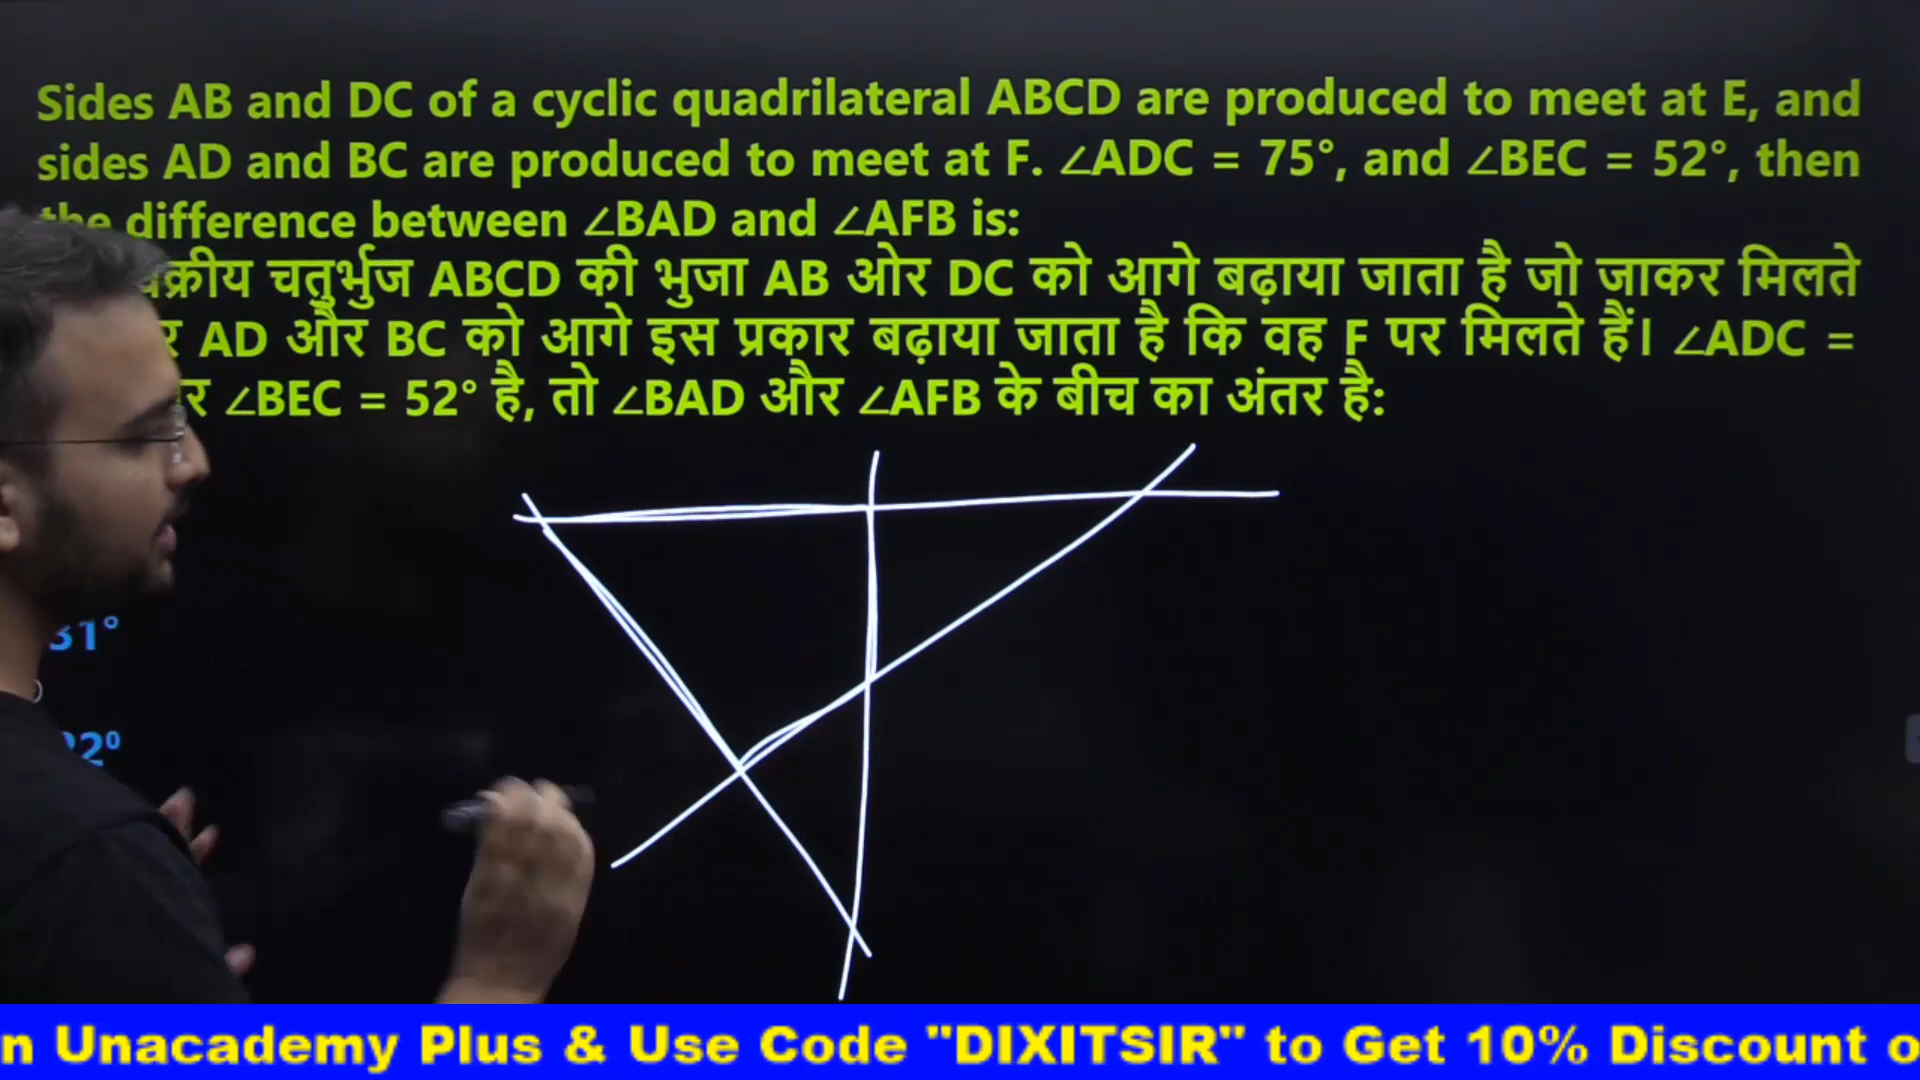 Sides AB and DC of a cyclic quadrilateral ABCD are produced to meet at E, and
sides AD and BC are produced to meet at F. ∠ADC = 75°, and ∠BEC = 52°, then
the difference between ∠BAD and ∠AFB is:
चक्रीय चतुर्भुज ABCD की भुजा AB ओर DC को आगे बढ़ाया जाता है जो जाकर मिलते
AD और BC को आगे इस प्रकार बढ़ाया जाता है कि वह F पर मिलते हैं। ∠ADC =
∠BEC = 52° है, तो ∠BAD और ∠AFB के बीच का अंतर है:
31°
n Unacademy Plus & Use Code "DIXITSIR" to Get 10% Discount o